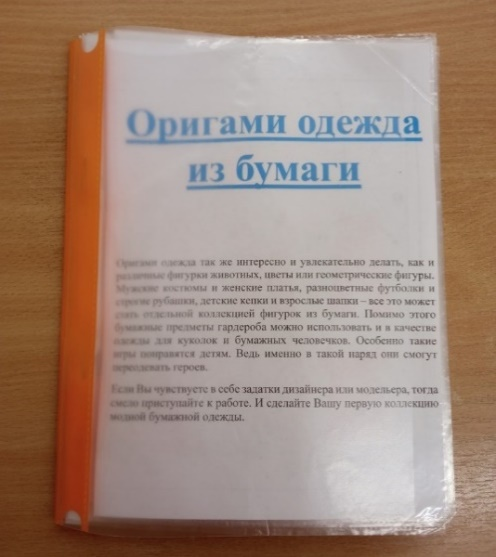 Оригами одежда
из бумаги
Оригами одежда так же интересно и увлекательно делать, как и
различные фигурки животных, цветы или геометрические фигуры.
Мужские костюмы и женские платья, разноцветные футболки и
строгие рубашки, детские кепки и взрослые шапки – все это может
стать отдельной коллекцией фигурок из бумаги. Помимо этого
бумажные предметы гардероба можно использовать и в качестве
одежды для куколок и бумажных человечков. Особенно такие
игры понравятся детям. Ведь именно в такой наряд они смогут
переодевать героев.
Если Вы чувствуете в себе задатки дизайнера или модельера, тогда
смело приступайте к работе. И сделайте Вашу первую коллекцию
модной бумажной одежды.